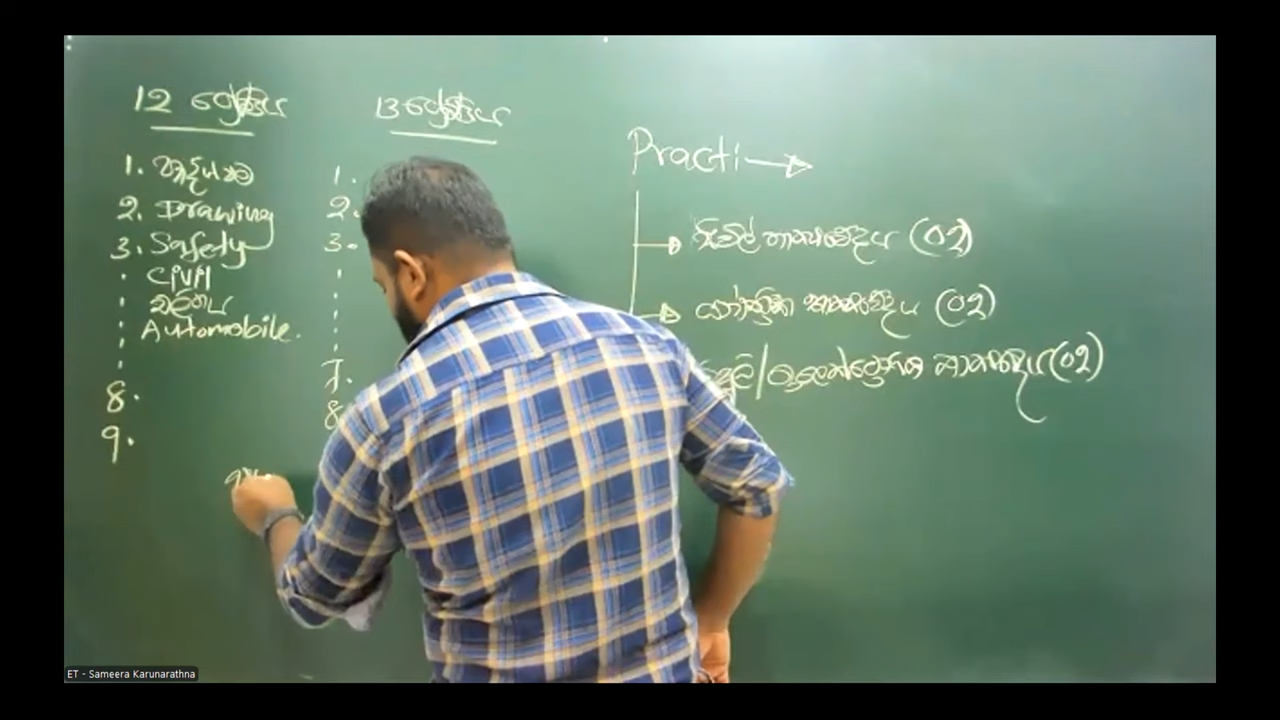 12 ශ්‍රේණිය
1. හැඳින්වීම
2. Drawing
3. Safety
Civil
මිනුම්
Automobile.
8.
9.
13 ශ්‍රේණිය
1.
2.
3.
7.
8
Practi
සිවිල් තාක්ෂණවේදය (02)
යාන්ත්‍රික තාක්ෂණවේදය (02)
ඉලෙක්ට්‍රොනික තාක්ෂණවේදය (02)
ET - Sameera Karunarathna